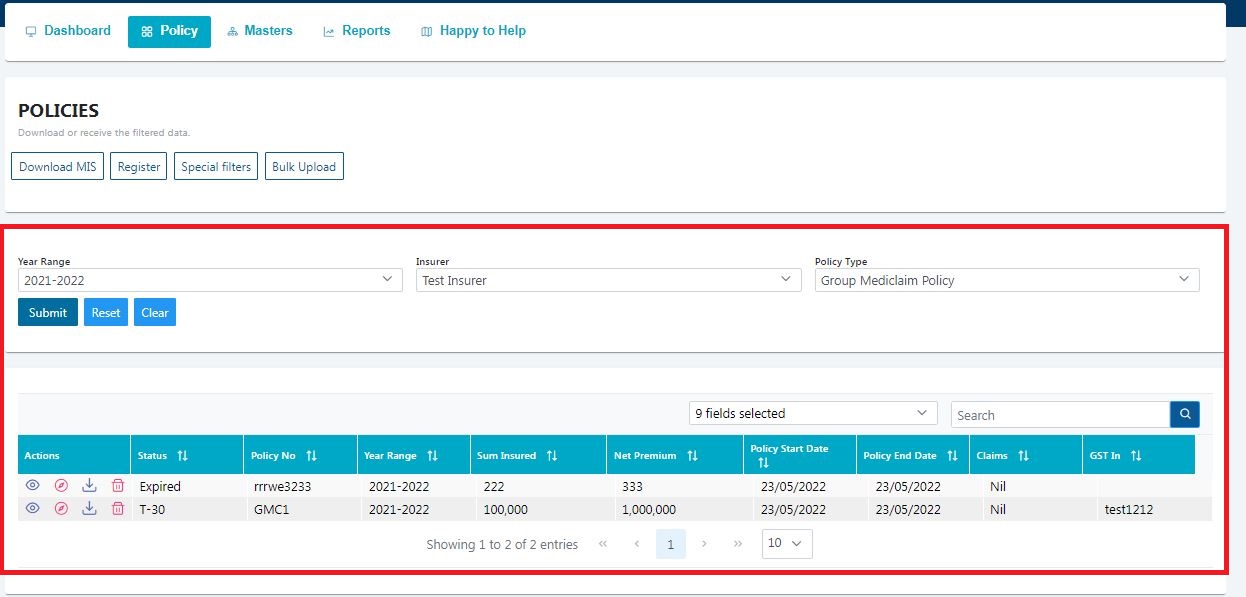 Dashboard Policy Masters Reports Happy to Help
POLICIES
Download or receive the filtered data.
Download MIS Register Special filters Bulk Upload
Year Range Insurer Policy Type
2021-2022 Test Insurer Group Mediclaim Policy
Submit Reset Clear
9 fields selected Search
Actions Status Policy No Year Range Sum Insured Net Premium Policy Start Date Policy End Date Claims GST In
Expired rrrwe3233 2021-2022 222 333 23/05/2022 23/05/2022 Nil
T-30 GMC1 2021-2022 100,000 1,000,000 23/05/2022 23/05/2022 Nil test1212
Showing 1 to 2 of 2 entries 1 10